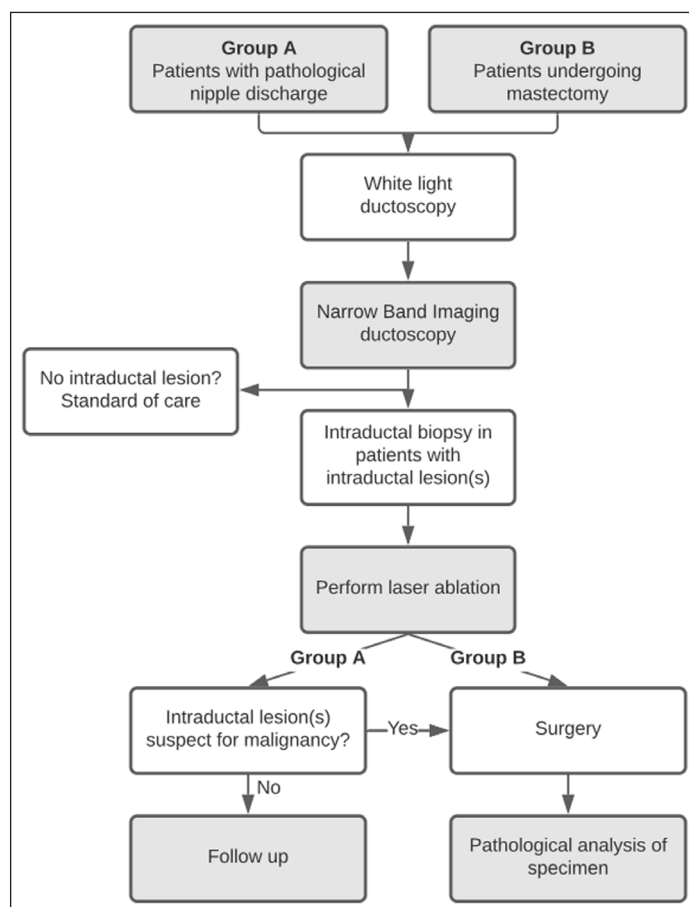 Group A
Patients with pathological
nipple discharge
Group B
Patients undergoing
mastectomy
White light
ductoscopy
Narrow Band Imaging
ductoscopy
No intraductal lesion?
Standard of care
Intraductal biopsy in
patients with
intraductal lesion(s)
Perform laser ablation
Group A
Group B
Intraductal lesion(s)
suspect for malignancy?
Yes
Surgery
No
Follow up
Pathological analysis of
specimen